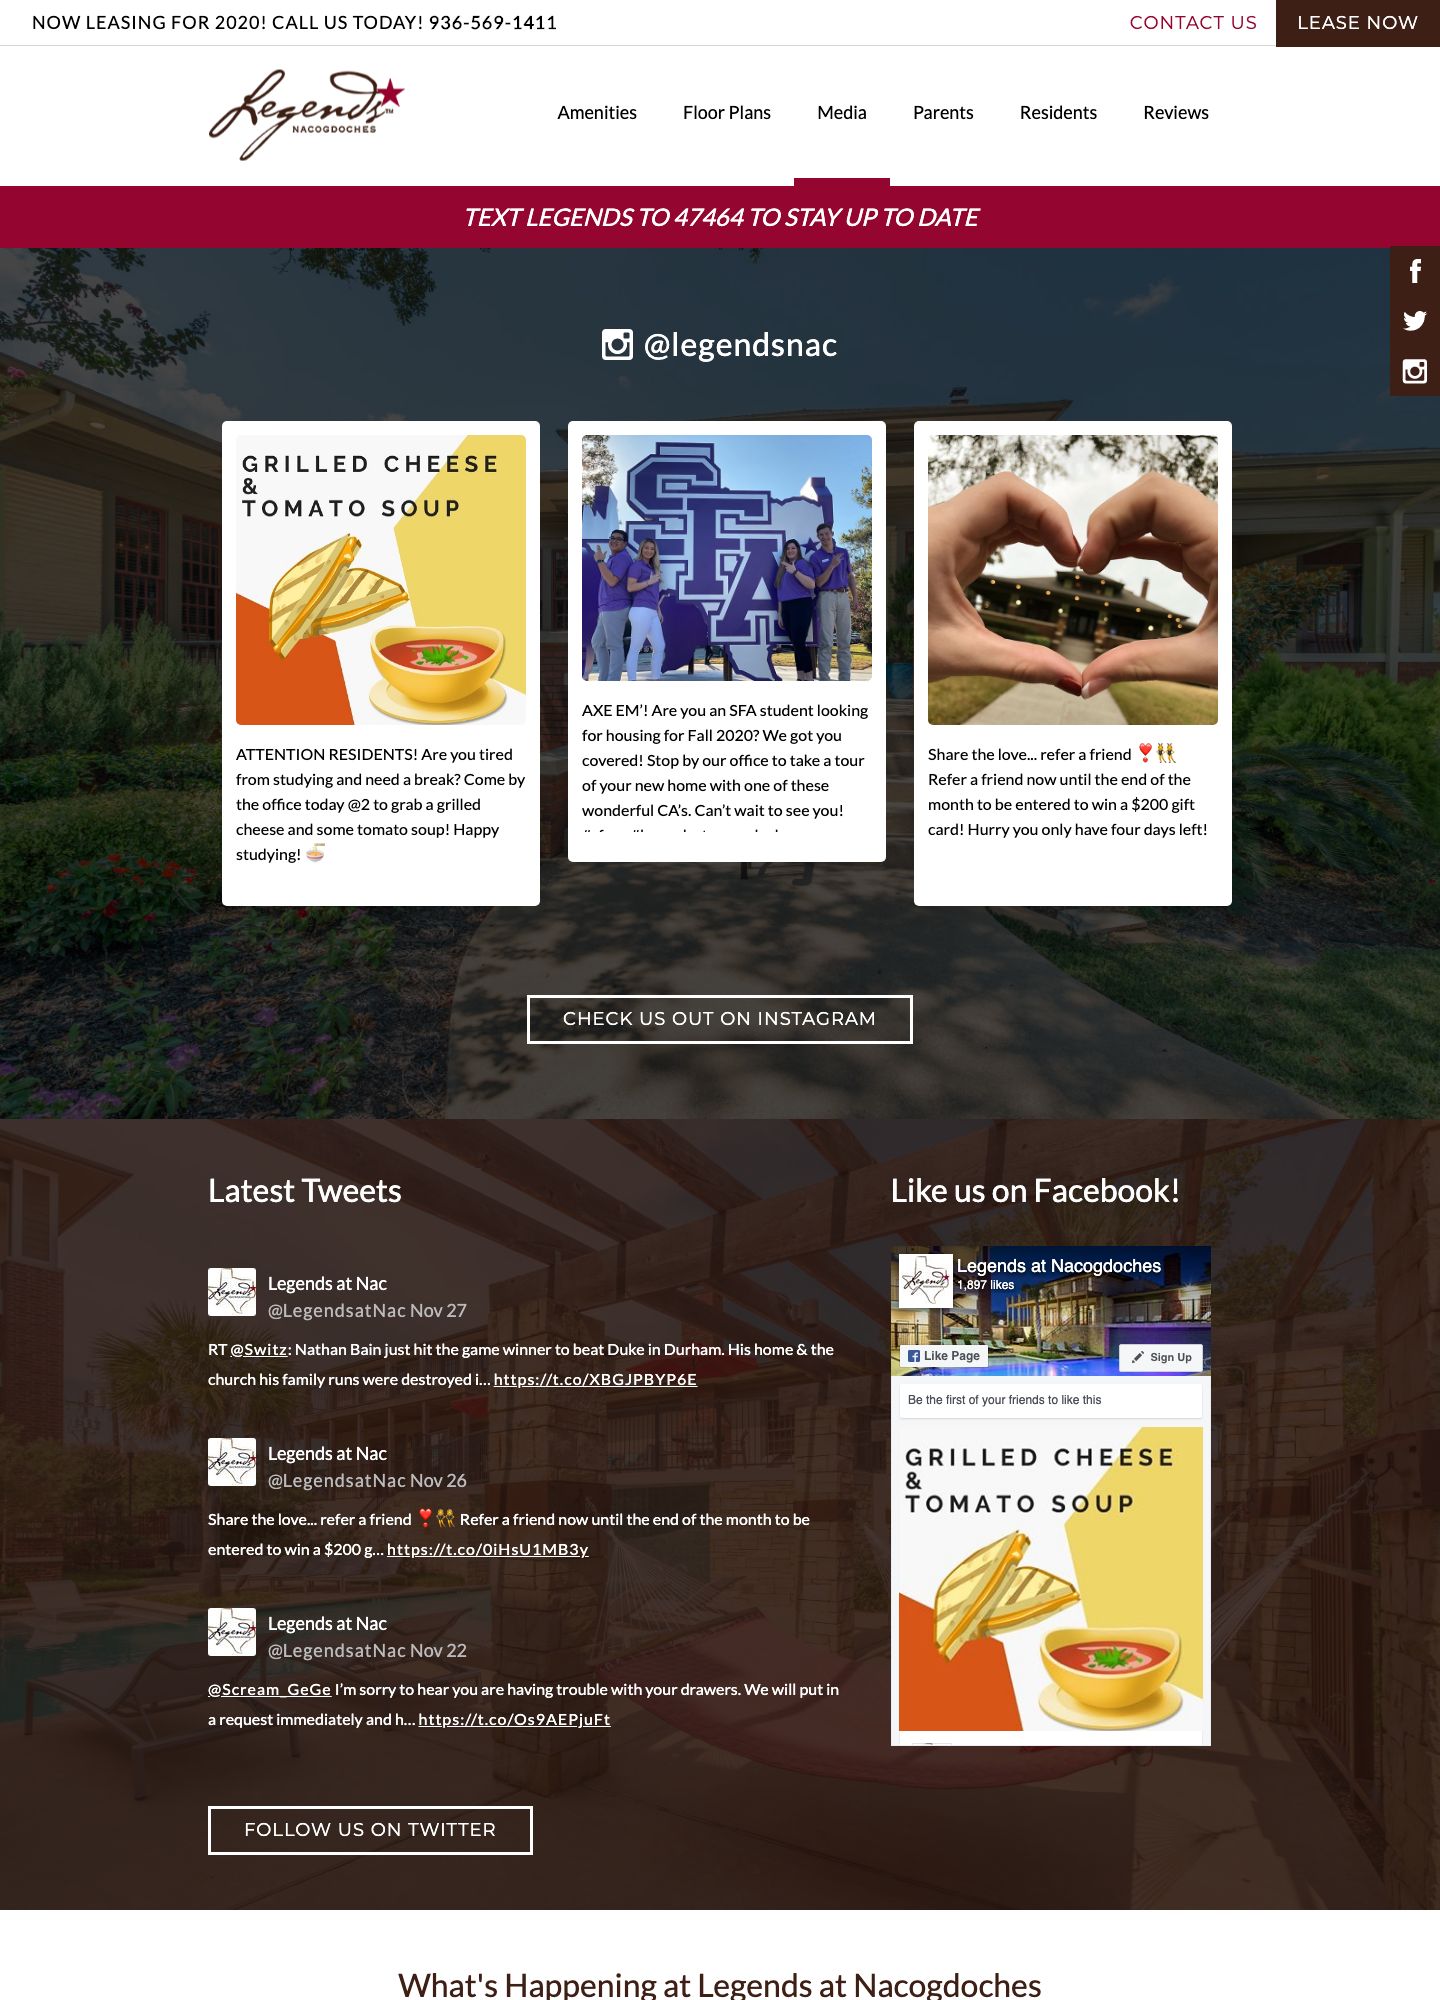 NOW LEASING FOR 2020! CALL US TODAY! 936-569-1411
CONTACT US
LEASE NOW
Legends
NACOGDOCHES
Amenities
Floor Plans
Media
Parents
Residents
Reviews
TEXT LEGENDS TO 47464 TO STAY UP TO DATE
@legendsnac
GRILLED CHEESE
&
TOMATO SOUP
ATTENTION RESIDENTS! Are you tired
from studying and need a break? Come by
the office today @2 to grab a grilled
cheese and some tomato soup! Happy
studying! 🍜
SFA
AXE EM’! Are you an SFA student looking
for housing for Fall 2020? We got you
covered! Stop by our office to take a tour
of your new home with one of these
wonderful CA’s. Can’t wait to see you!
Share the love... refer a friend ❣️👯
Refer a friend now until the end of the
month to be entered to win a $200 gift
card! Hurry you only have four days left!
CHECK US OUT ON INSTAGRAM
Latest Tweets
Legends at Nac
@LegendsatNac Nov 27
RT @Switz: Nathan Bain just hit the game winner to beat Duke in Durham. His home & the
church his family runs were destroyed i… https://t.co/XBGJPBYP6E
Legends at Nac
@LegendsatNac Nov 26
Share the love... refer a friend ❣️👯 Refer a friend now until the end of the month to be
entered to win a $200 g… https://t.co/0iHsU1MB3y
Legends at Nac
@LegendsatNac Nov 22
@Scream_GeGe I’m sorry to hear you are having trouble with your drawers. We will put in
a request immediately and h… https://t.co/Os9AEPjuFt
FOLLOW US ON TWITTER
Like us on Facebook!
Legends
Legends at Nacogdoches
1,897 likes
Like Page
Sign Up
Be the first of your friends to like this
GRILLED CHEESE
&
TOMATO SOUP
What's Happening at Legends at Nacogdoches